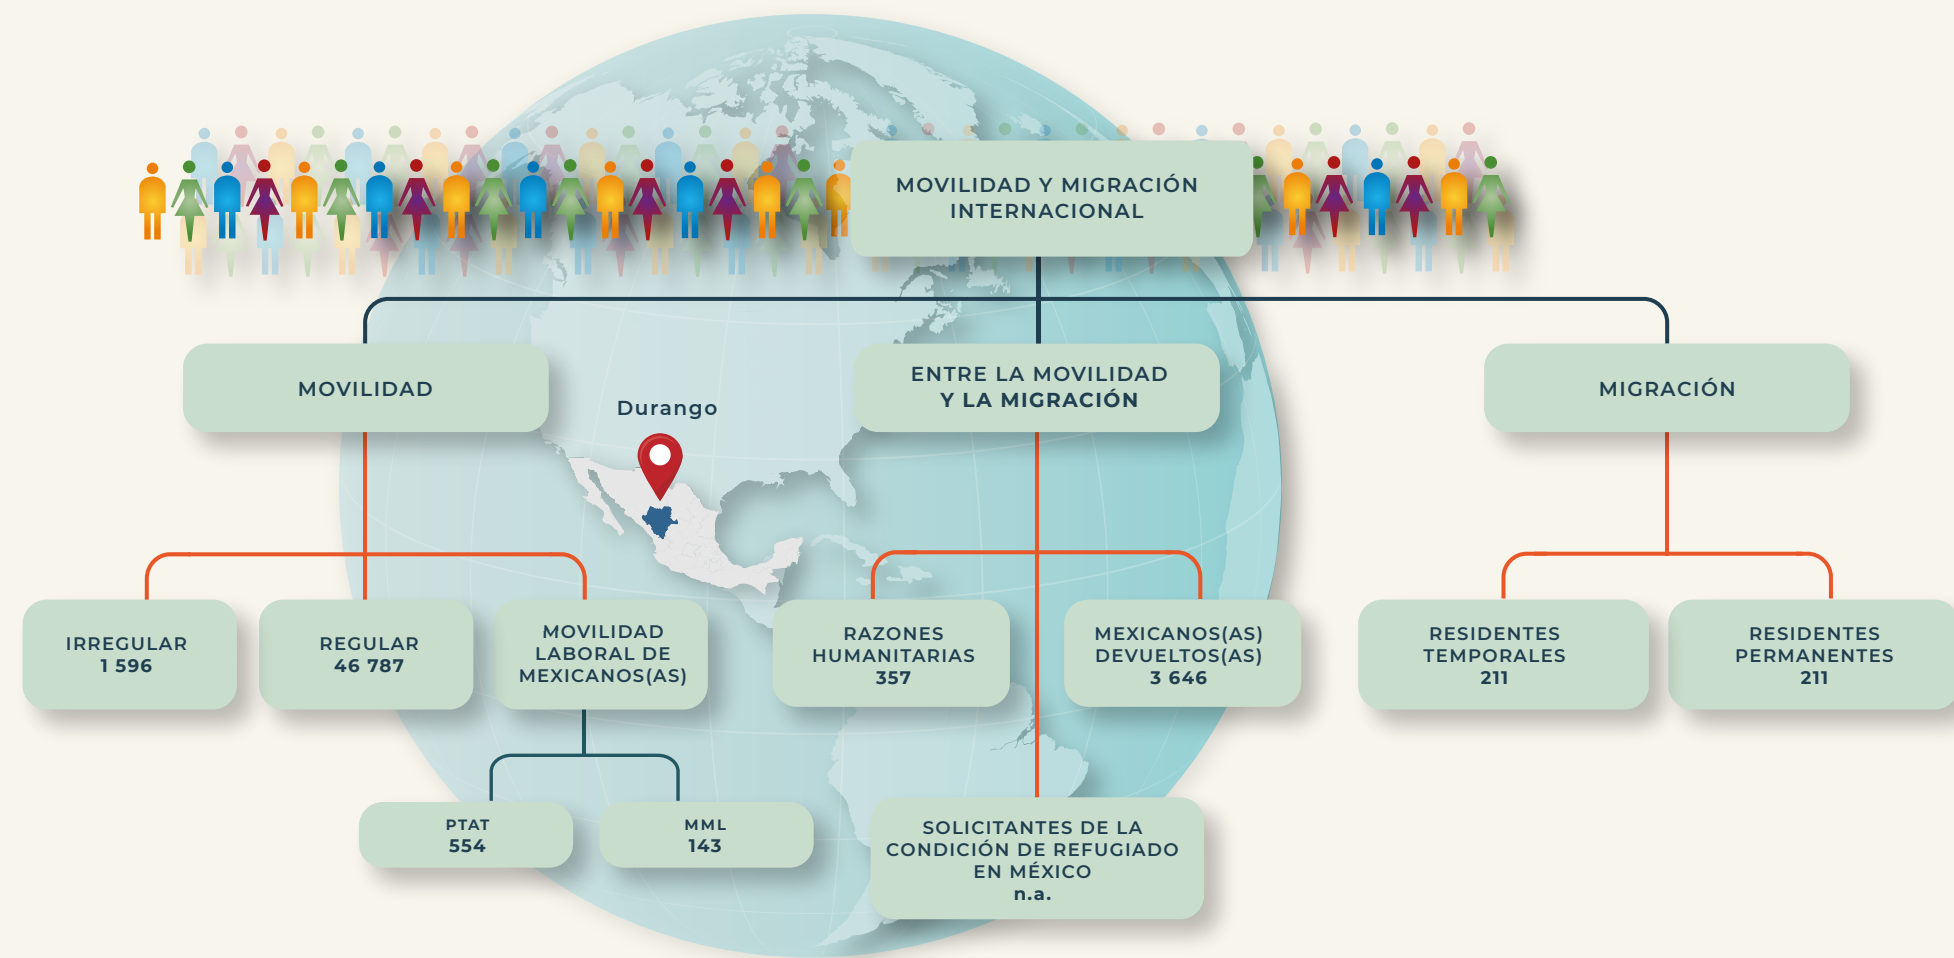 MOVILIDAD Y MIGRACIÓN
INTERNACIONAL
MOVILIDAD
ENTRE LA MOVILIDAD
Y LA MIGRACIÓN
MIGRACIÓN
Durango
IRREGULAR
1 596
REGULAR
46 787
MOVILIDAD
LABORAL DE
MEXICANOS(AS)
RAZONES
HUMANITARIAS
357
MEXICANOS(AS)
DEVUELTOS(AS)
3 646
RESIDENTES
TEMPORALES
211
RESIDENTES
PERMANENTES
211
PTAT
554
MML
143
SOLICITANTES DE LA
CONDICIÓN DE REFUGIADO
EN MÉXICO
n.a.